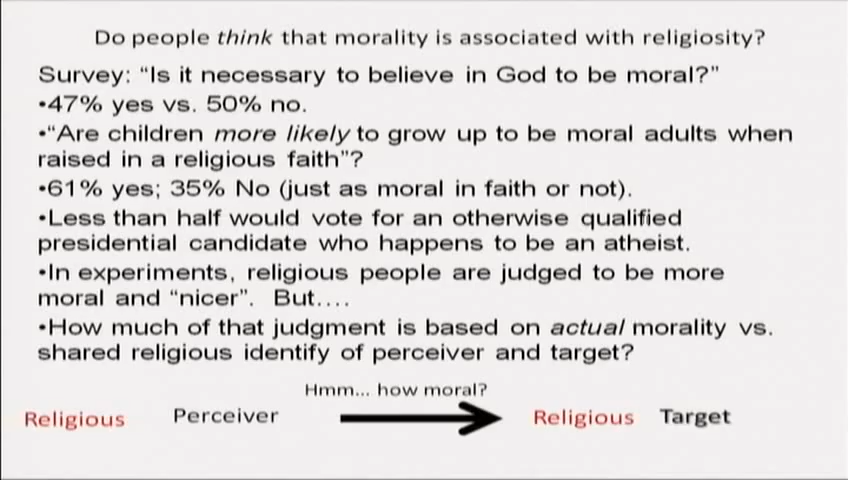 Do people think that morality is associated with religiosity?
Survey: “Is it necessary to believe in God to be moral?”
•47% yes vs. 50% no.
•“Are children more likely to grow up to be moral adults when
raised in a religious faith”?
•61% yes; 35% No (just as moral in faith or not).
•Less than half would vote for an otherwise qualified
presidential candidate who happens to be an atheist.
•In experiments, religious people are judged to be more
moral and “nicer”.  But....
•How much of that judgment is based on actual morality vs.
shared religious identify of perceiver and target?
Hmm... how moral?
Religious Perceiver Religious Target